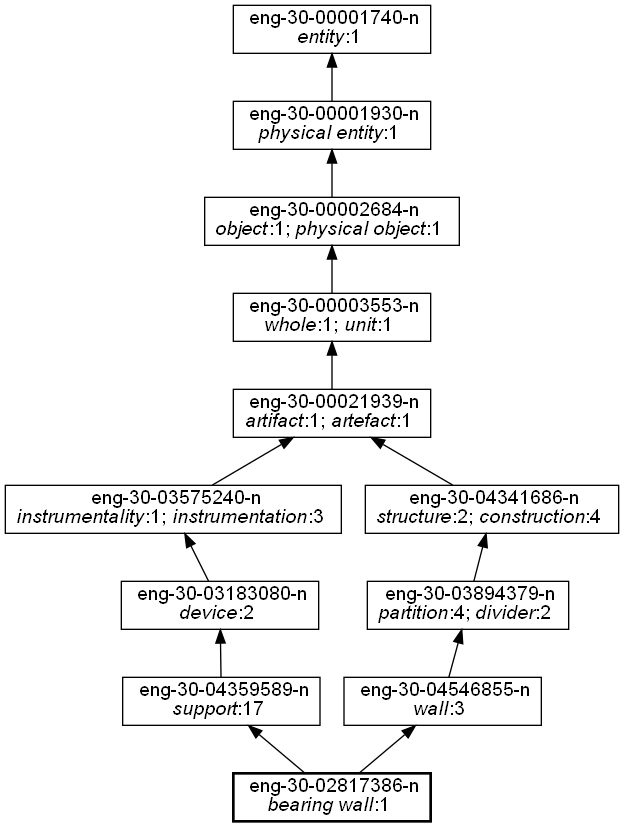 eng-30-00001740-n
entity:1
eng-30-00001930-n
physical entity:1
eng-30-00002684-n
object:1; physical object:1
eng-30-00003553-n
whole:1; unit:1
eng-30-00021939-n
artifact:1; artefact:1
eng-30-03575240-n
instrumentality:1; instrumentation:3
eng-30-04341686-n
structure:2; construction:4
eng-30-03183080-n
device:2
eng-30-03894379-n
partition:4; divider:2
eng-30-04359589-n
support:17
eng-30-04546855-n
wall:3
eng-30-02817386-n
bearing wall:1